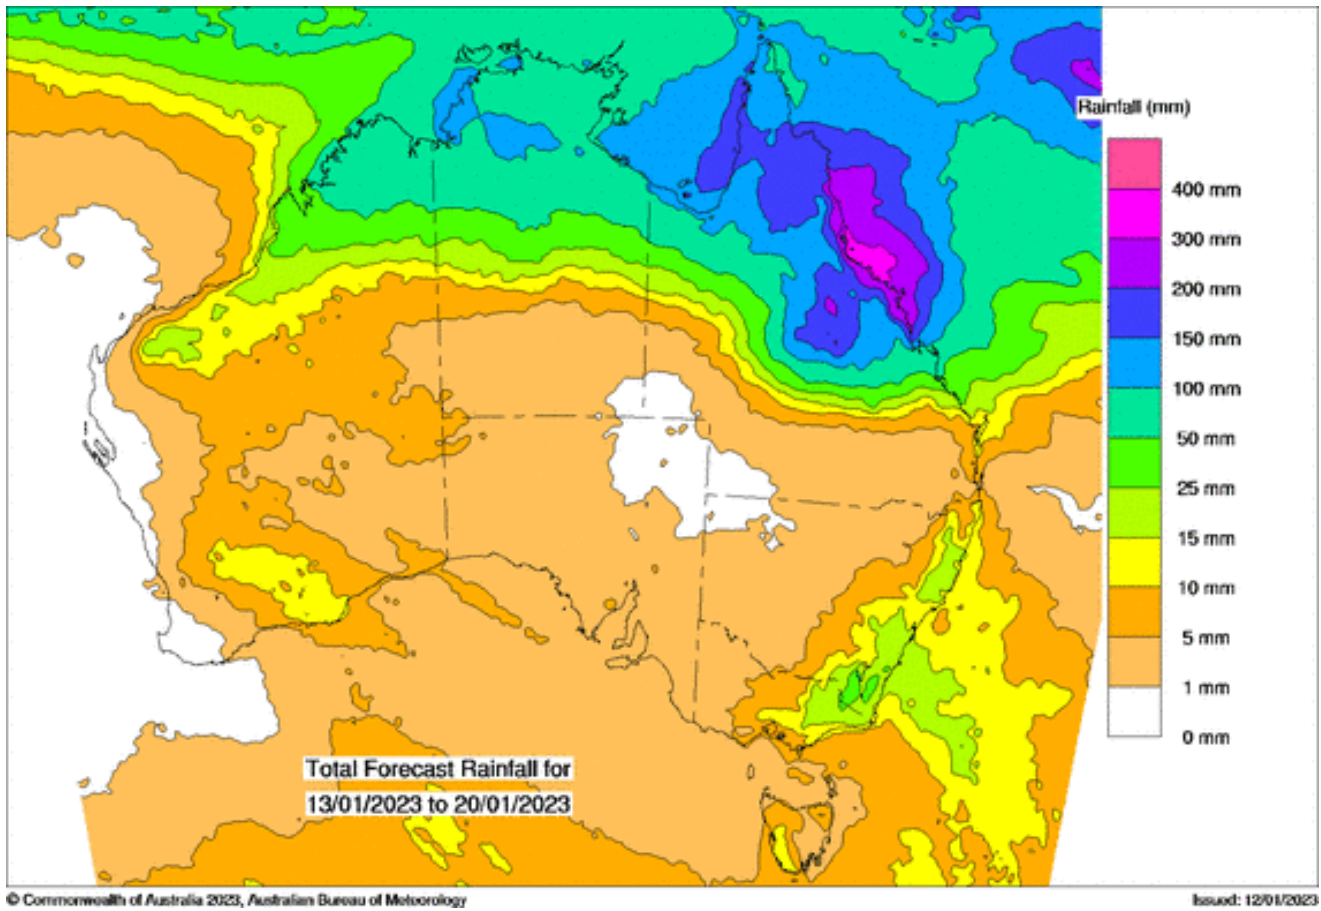 Rainfall (mm)
400 mm
300 mm
200 mm
150 mm
100 mm
50 mm
25 mm
15 mm
10 mm
5 mm
1 mm
0 mm
Total Forecast Rainfall for
13/01/2023 to 20/01/2023
© Commonwealth of Australia 2023, Australian Bureau of Meteorology
Issued: 12/01/2023